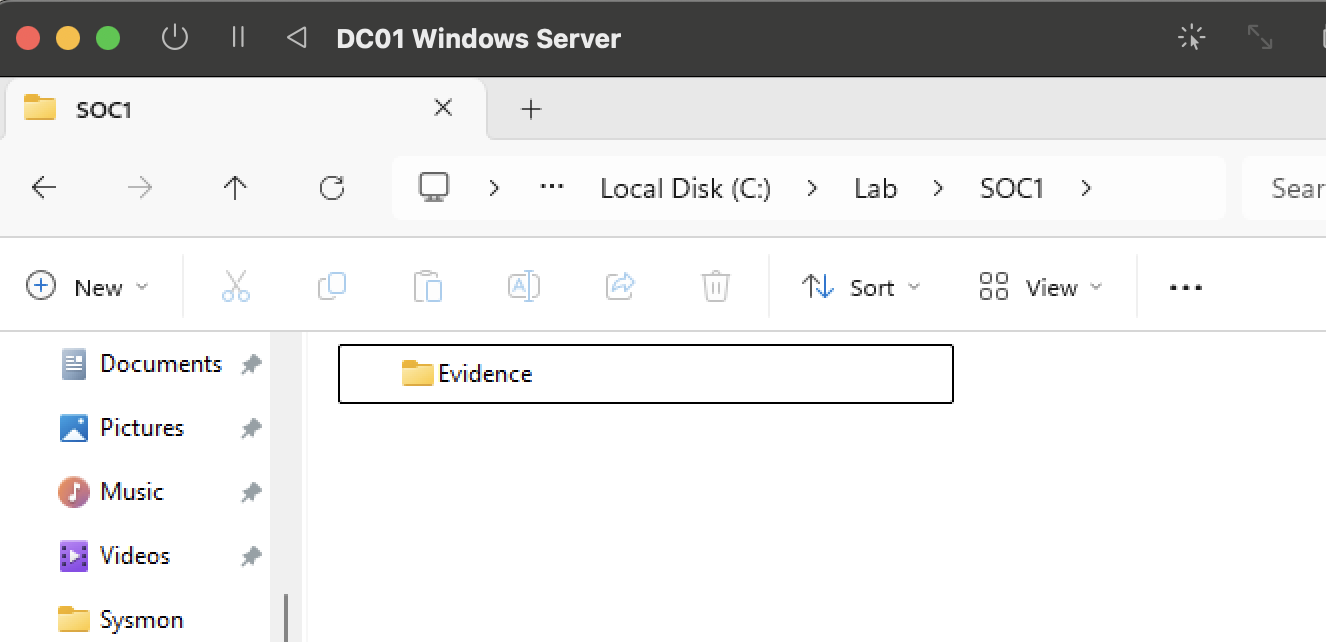 DC01 Windows Server
SOC1
... Local Disk (C:) Lab SOC1 Sear
New Sort View
Documents
Evidence
Pictures
Music
Videos
Sysmon